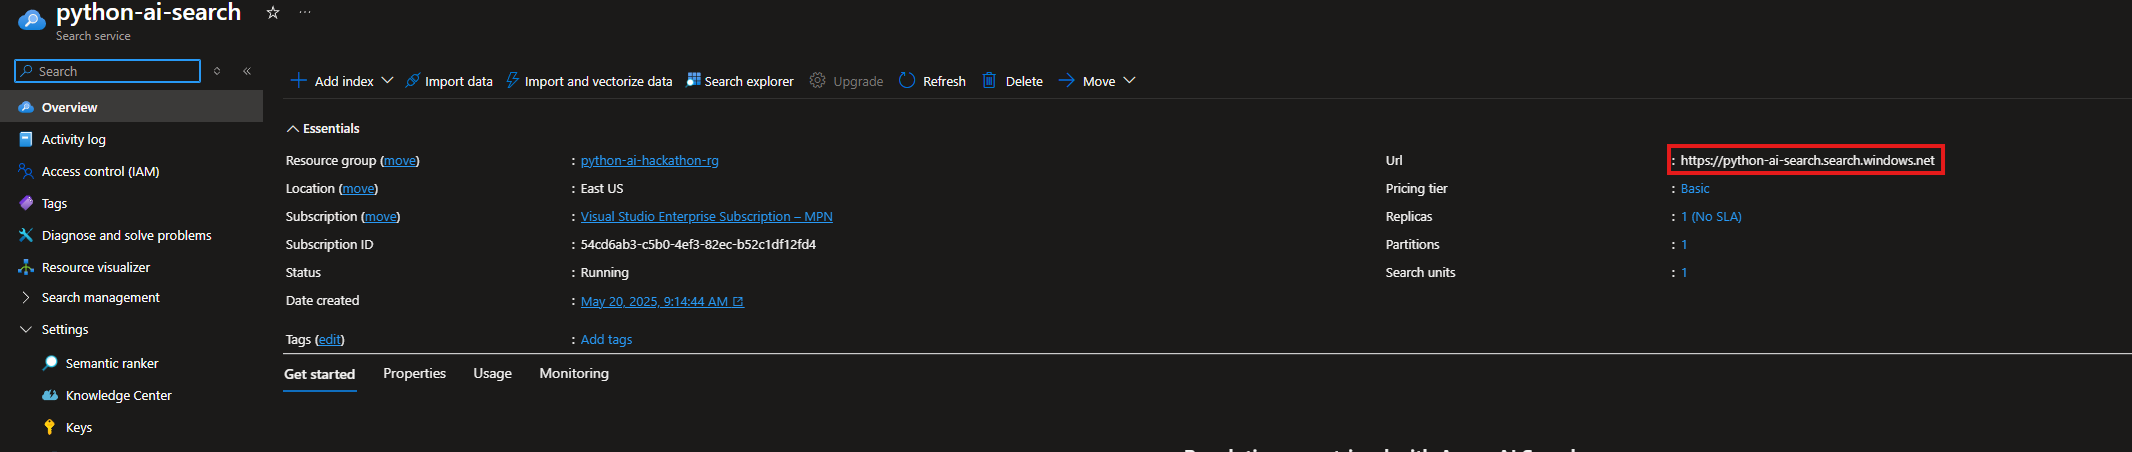 python-ai-search
Search service
Search
Add index
Import data
Import and vectorize data
Search explorer
Upgrade
Refresh
Delete
Move
Overview
Activity log
Access control (IAM)
Tags
Diagnose and solve problems
Resource visualizer
Search management
Settings
Semantic ranker
Knowledge Center
Keys
Essentials
Resource group (move) : python-ai-hackathon-rg
Location (move) : East US
Subscription (move) : Visual Studio Enterprise Subscription – MPN
Subscription ID : 54cd6ab3-c5b0-4ef3-82ec-b52c1df12fd4
Status : Running
Date created : May 20, 2025, 9:14:44 AM
Tags (edit) : Add tags
Url : https://python-ai-search.search.windows.net
Pricing tier : Basic
Replicas : 1 (No SLA)
Partitions : 1
Search units : 1
Get started
Properties
Usage
Monitoring